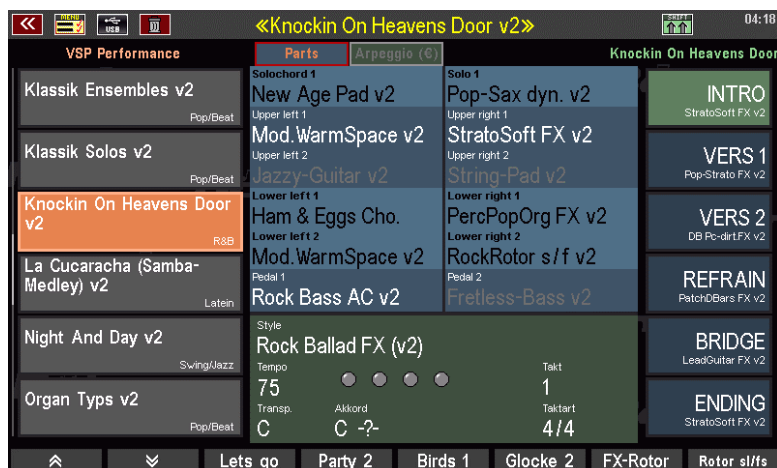 MENU
USB
«Knockin On Heavens Door v2»
SHIFT
04:18
VSP Performance
Parts
Arpeggio (€)
Knockin On Heavens Door
Klassik Ensembles v2
Pop/Beat
Klassik Solos v2
Pop/Beat
Knockin On Heavens Door
v2
R&B
La Cucaracha (Samba-
Medley) v2
Latein
Night And Day v2
Swing/Jazz
Organ Typs v2
Pop/Beat
Solochord 1
New Age Pad v2
Solo 1
Pop-Sax dyn. v2
Upper left 1
Mod.WarmSpace v2
Upper right 1
StratoSoft FX v2
Upper left 2
Jazzy-Guitar v2
Upper right 2
String-Pad v2
Lower left 1
Ham & Eggs Cho.
Lower right 1
PercPopOrg FX v2
Lower left 2
Mod.WarmSpace v2
Lower right 2
RockRotor s/f v2
Pedal 1
Rock Bass AC v2
Pedal 2
Fretless-Bass v2
Style
Rock Ballad FX (v2)
Tempo
75
Takt
1
Transp.
C
Akkord
C -?-
Taktart
4/4
INTRO
StratoSoft FX v2
VERS 1
Pop-Strato FX v2
VERS 2
DB Pc-dirt.FX v2
REFRAIN
PatchDBars FX v2
BRIDGE
LeadGuitar FX v2
ENDING
StratoSoft FX v2
Lets go
Party 2
Birds 1
Glocke 2
FX-Rotor
Rotor sl/fs